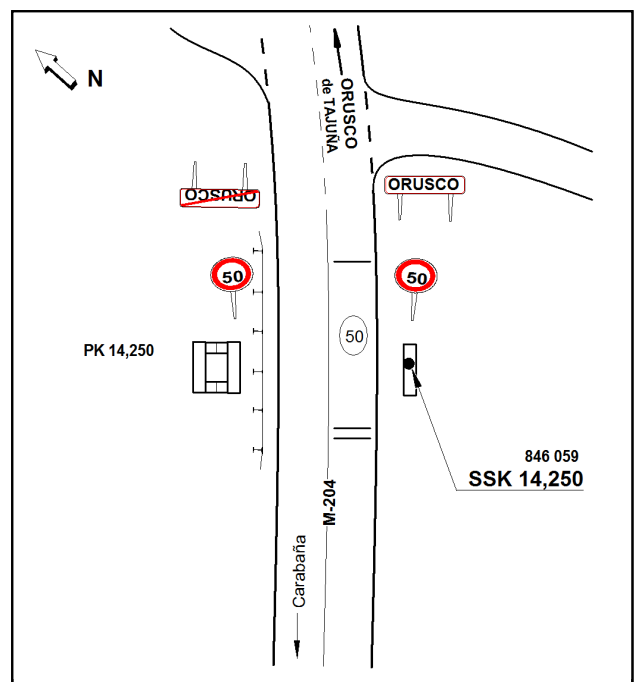 N
ORUSCO
de TAJUÑA
ORUSCO
ORUSCO
50
50
50
PK 14,250
846 059
SSK 14,250
M-204
Carabaña